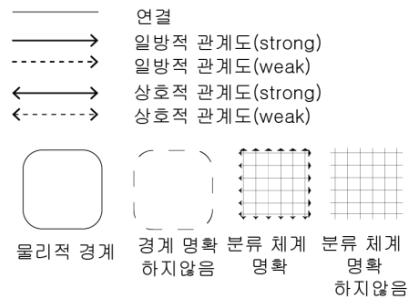 연결
일방적 관계도(strong)
일방적 관계도(weak)
상호적 관계도(strong)
상호적 관계도(weak)
물리적 경계
경계 명확
하지않음
분류 체계
명확
분류 체계
명확
하지않음